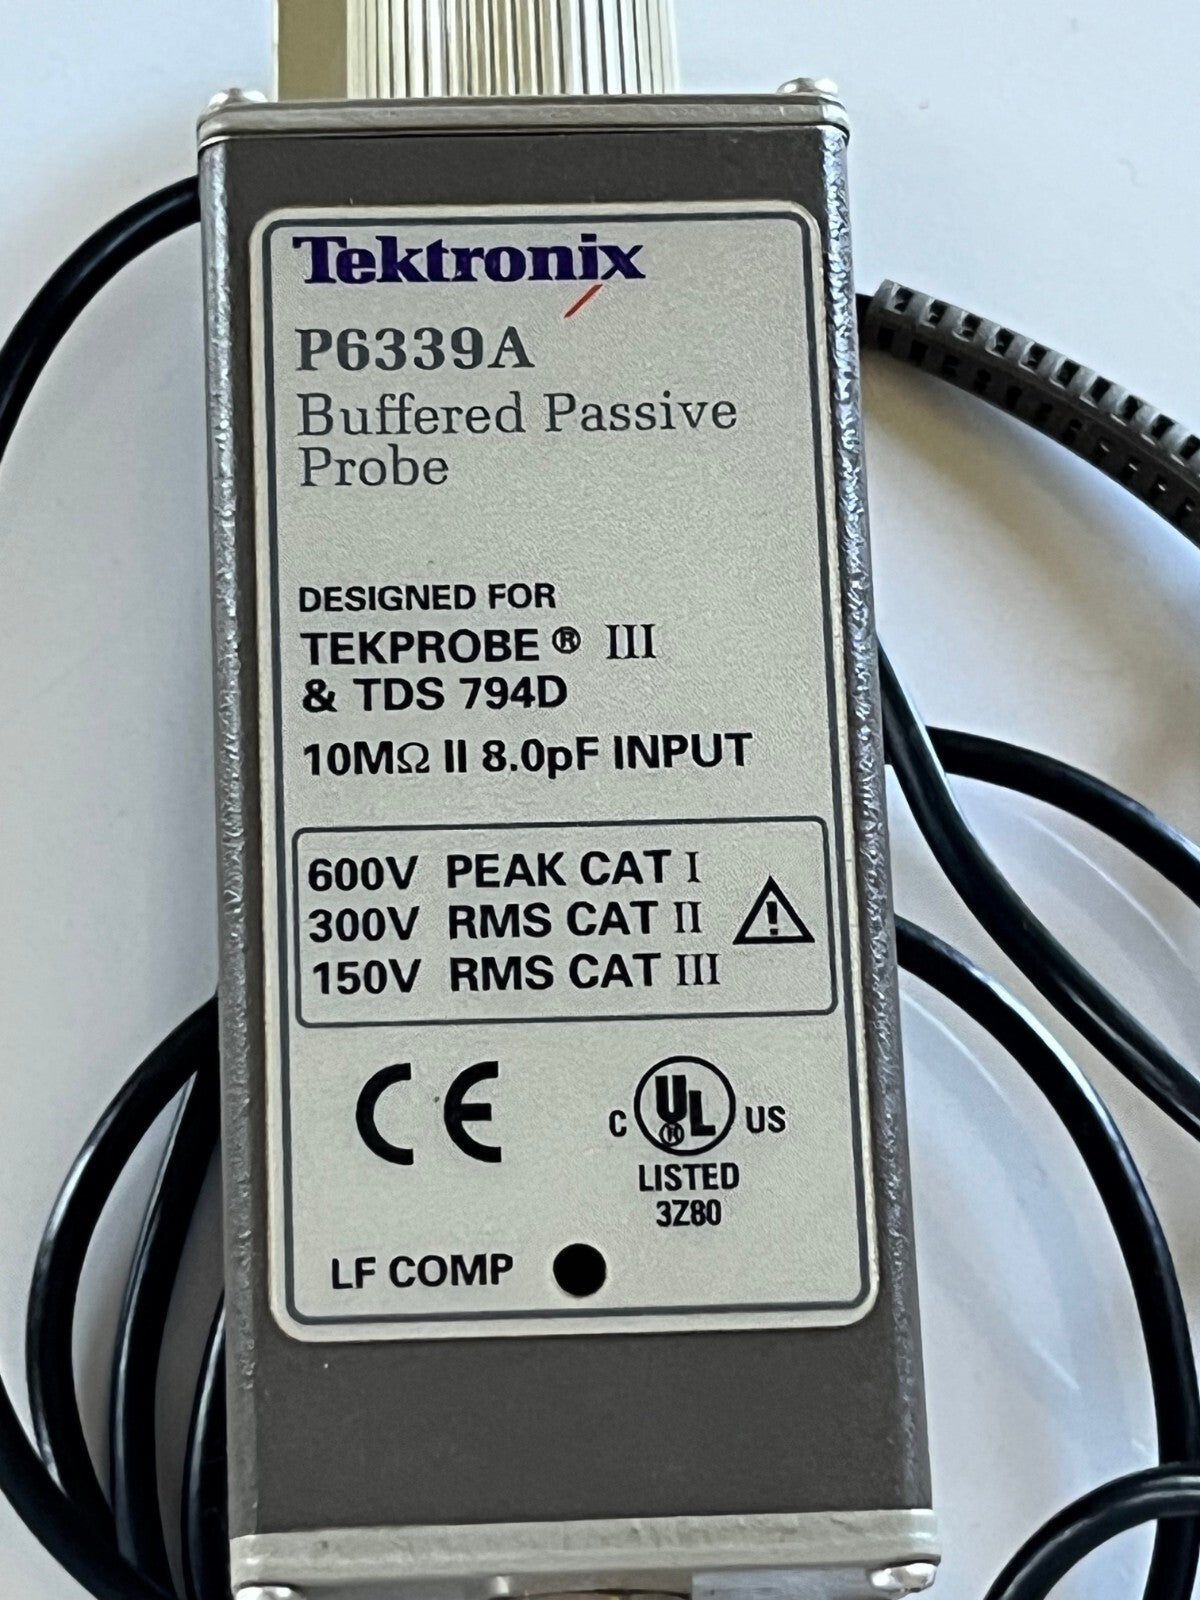 Tektronix
P6339A
Buffered Passive
Probe
DESIGNED FOR
TEKPROBE ® III
& TDS 794D
10MΩ II 8.0pF INPUT
600V PEAK CAT I
300V RMS CAT II
150V RMS CAT III
CE
C UL® US
LISTED
3Z80
LF COMP